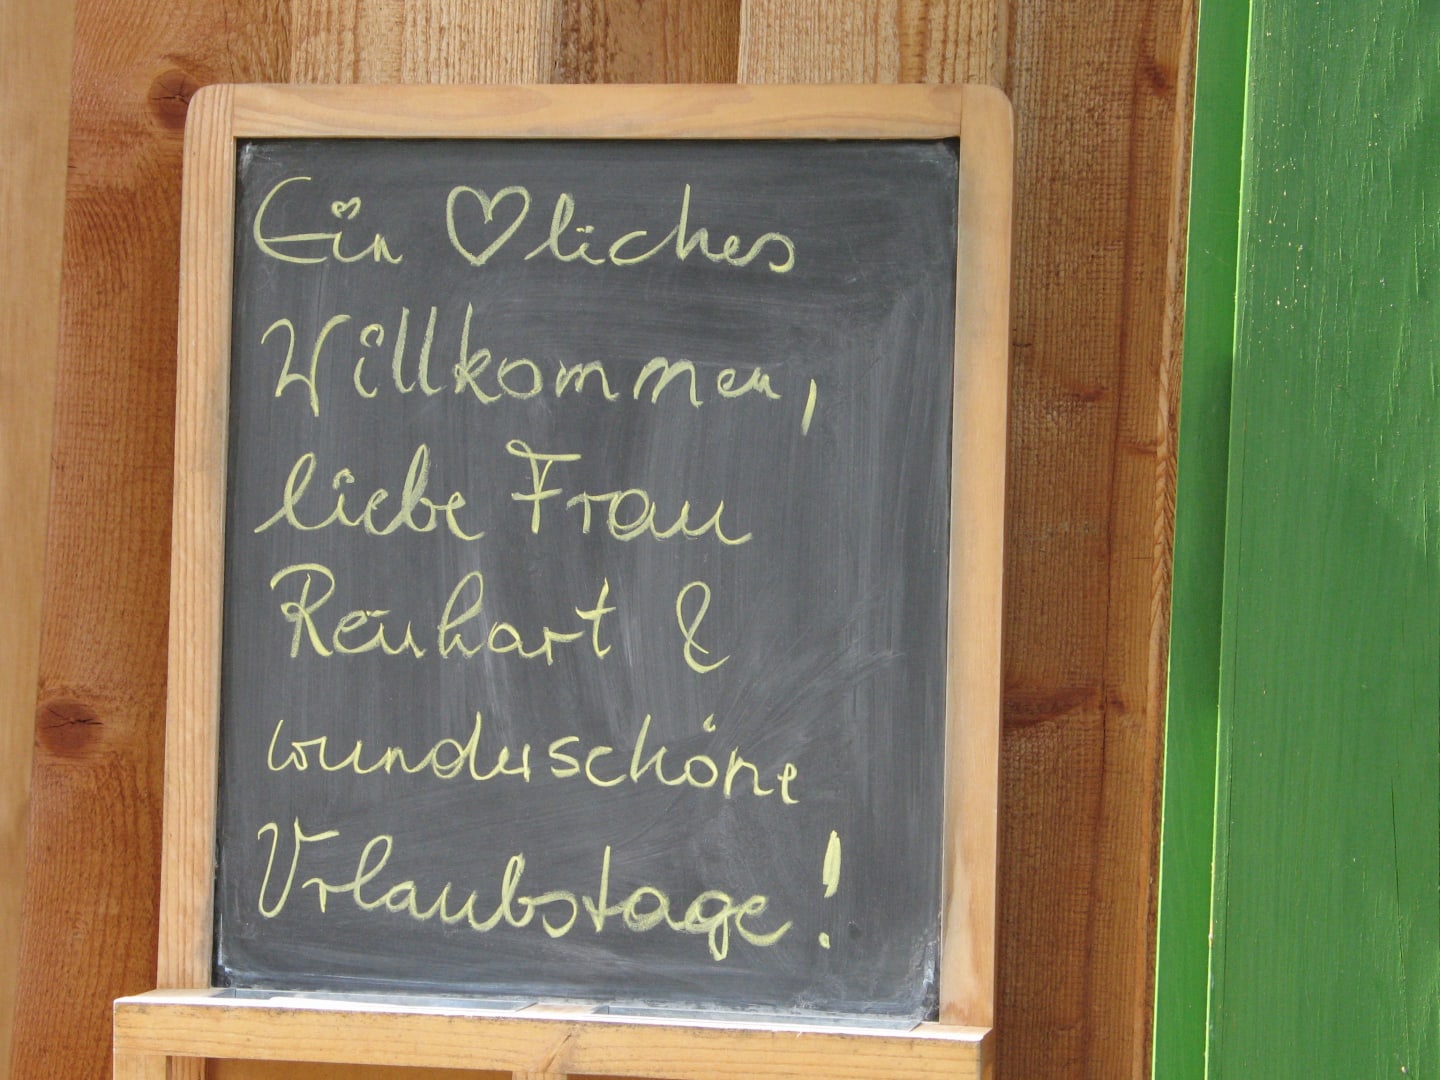 Ein ♡liches
Willkommen,
liebe Frau
Reinhart &
wunderschöne
Urlaubstage!